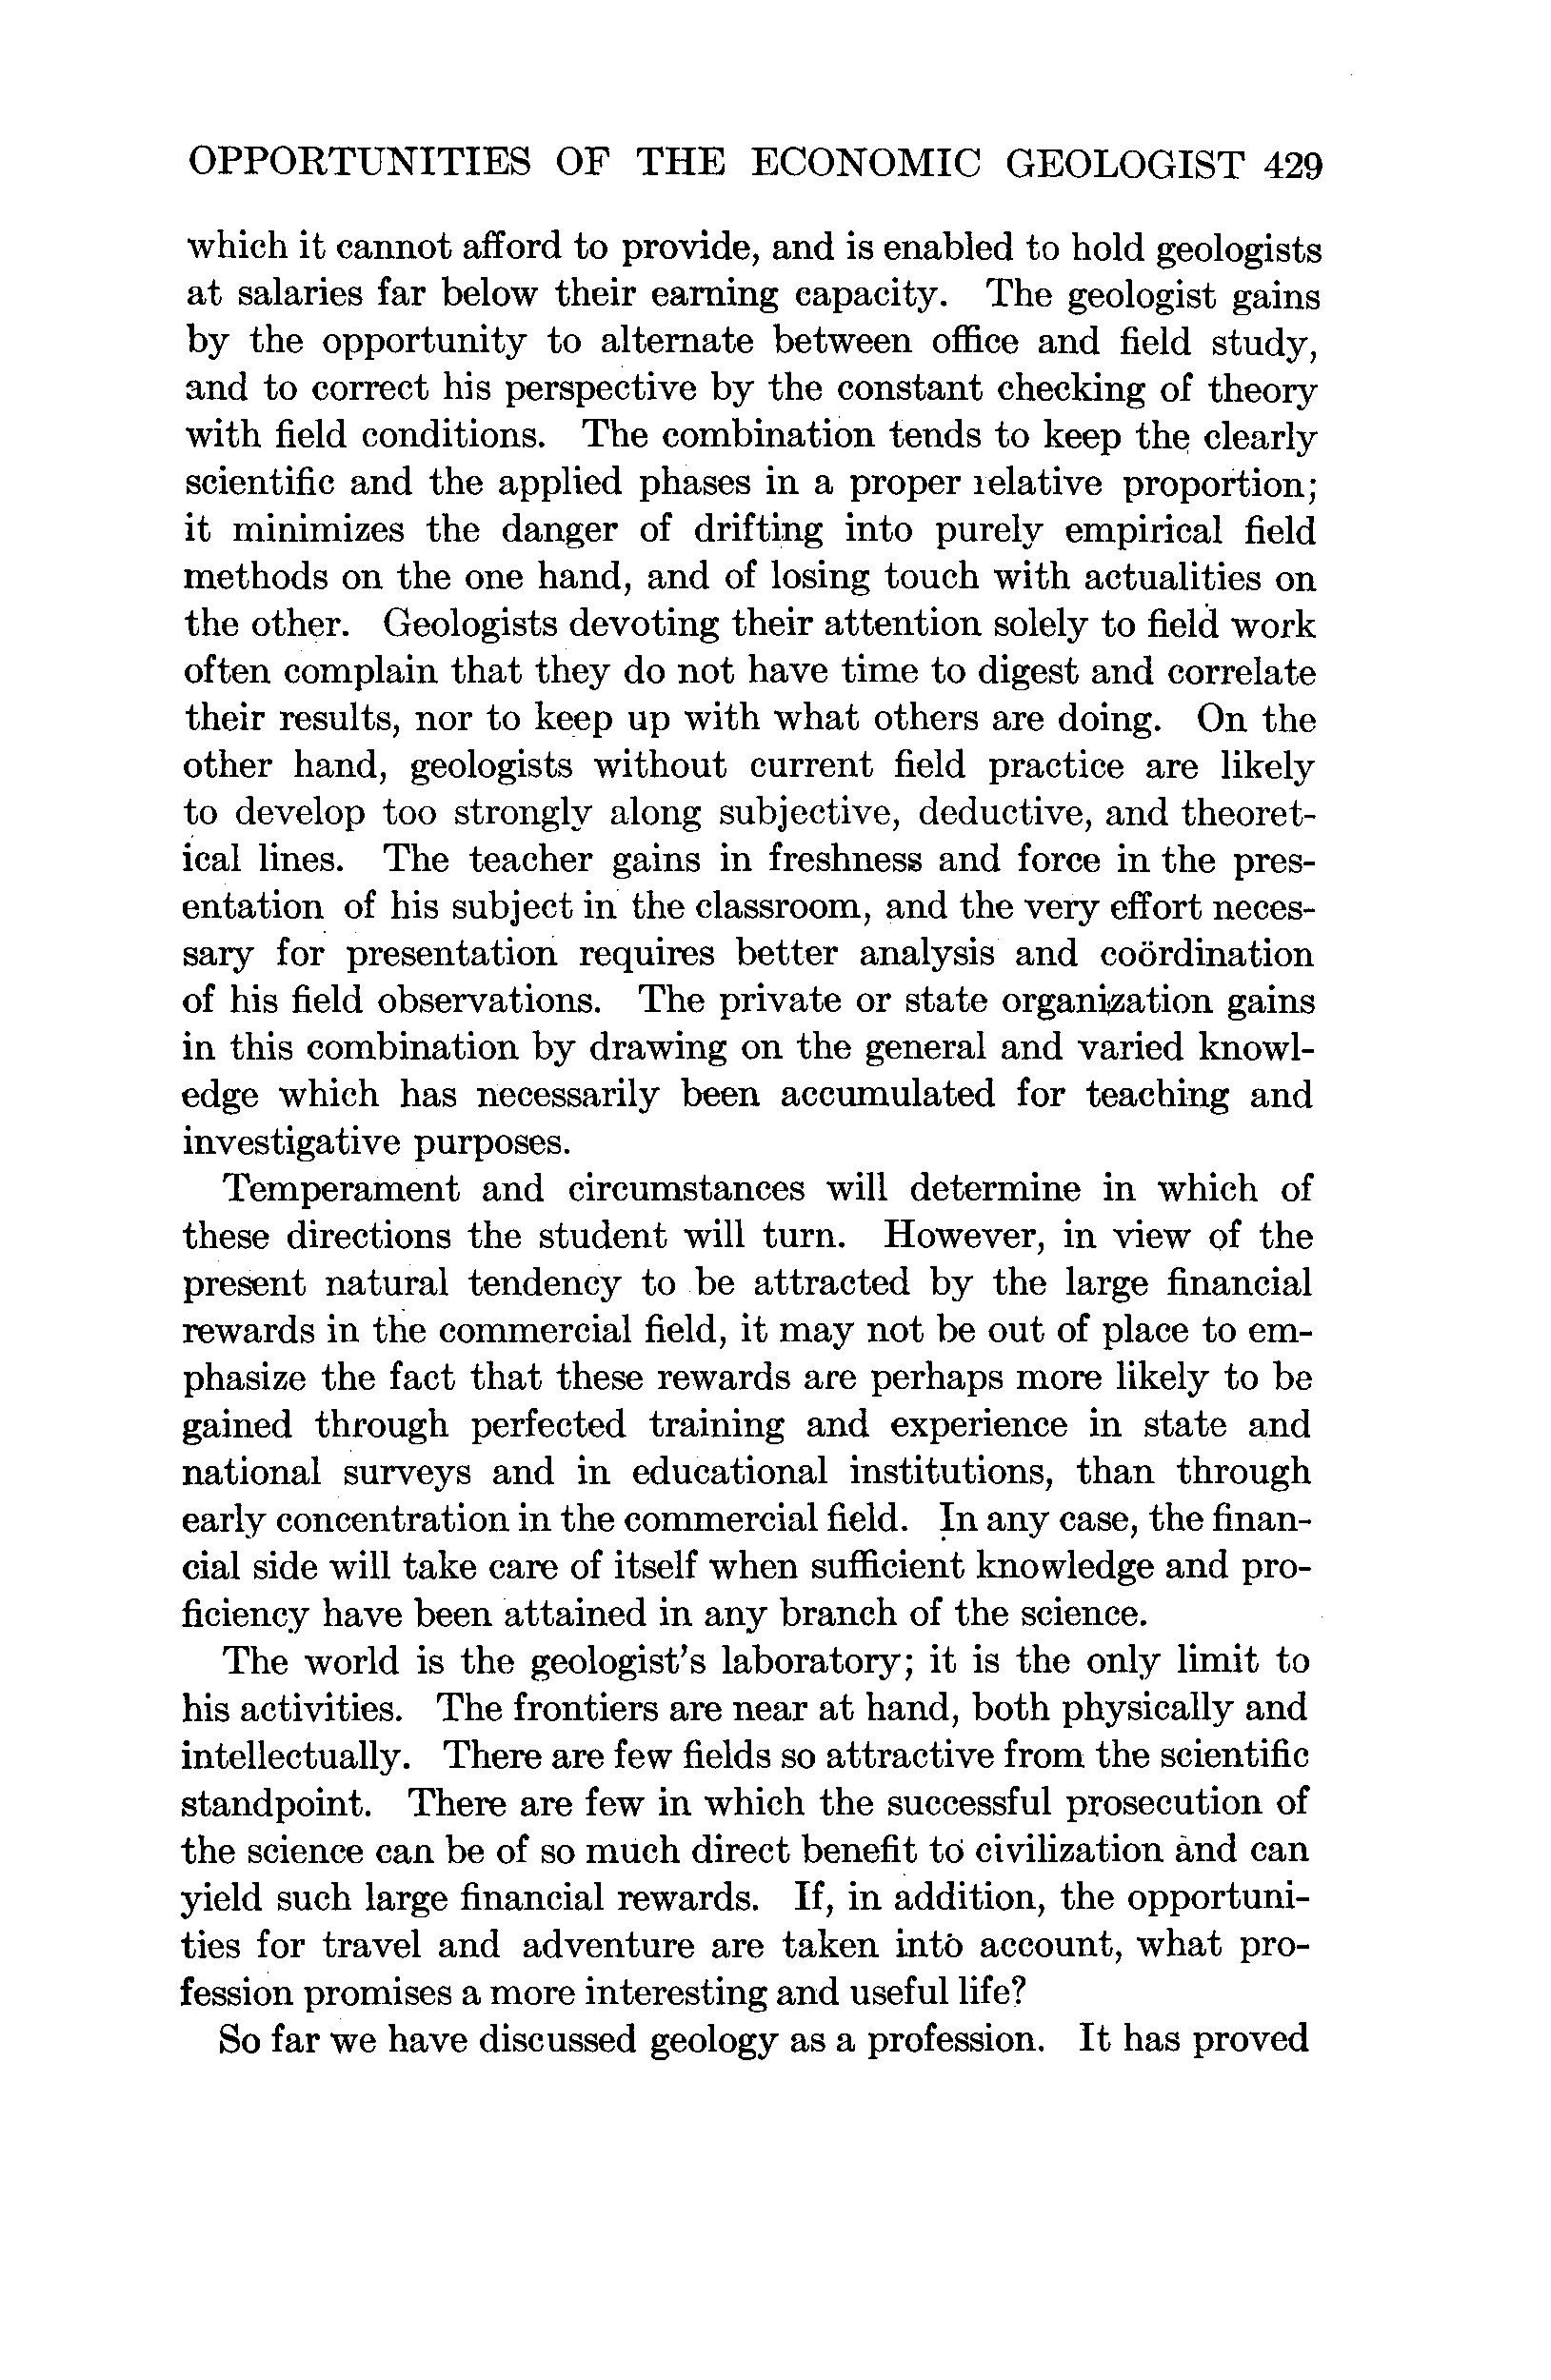 OPPORTUNITIES OF THE ECONOMIC GEOLOGIST 429
which it cannot afford to provide, and is enabled to hold geologists
at salaries far below their earning capacity. The geologist gains
by the opportunity to alternate between office and field study,
and to correct his perspective by the constant checking of theory
with field conditions. The combination tends to keep the clearly
scientific and the applied phases in a proper relative proportion;
it minimizes the danger of drifting into purely empirical field
methods on the one hand, and of losing touch with actualities on
the other. Geologists devoting their attention solely to field work
often complain that they do not have time to digest and correlate
their results, nor to keep up with what others are doing. On the
other hand, geologists without current field practice are likely
to develop too strongly along subjective, deductive, and theoret-
ical lines. The teacher gains in freshness and force in the pres-
entation of his subject in the classroom, and the very effort neces-
sary for presentation requires better analysis and coördination
of his field observations. The private or state organization gains
in this combination by drawing on the general and varied knowl-
edge which has necessarily been accumulated for teaching and
investigative purposes.
Temperament and circumstances will determine in which of
these directions the student will turn. However, in view of the
present natural tendency to be attracted by the large financial
rewards in the commercial field, it may not be out of place to em-
phasize the fact that these rewards are perhaps more likely to be
gained through perfected training and experience in state and
national surveys and in educational institutions, than through
early concentration in the commercial field. In any case, the finan-
cial side will take care of itself when sufficient knowledge and pro-
ficiency have been attained in any branch of the science.
The world is the geologist's laboratory; it is the only limit to
his activities. The frontiers are near at hand, both physically and
intellectually. There are few fields so attractive from the scientific
standpoint. There are few in which the successful prosecution of
the science can be of so much direct benefit to civilization and can
yield such large financial rewards. If, in addition, the opportuni-
ties for travel and adventure are taken into account, what pro-
fession promises a more interesting and useful life?
So far we have discussed geology as a profession. It has proved